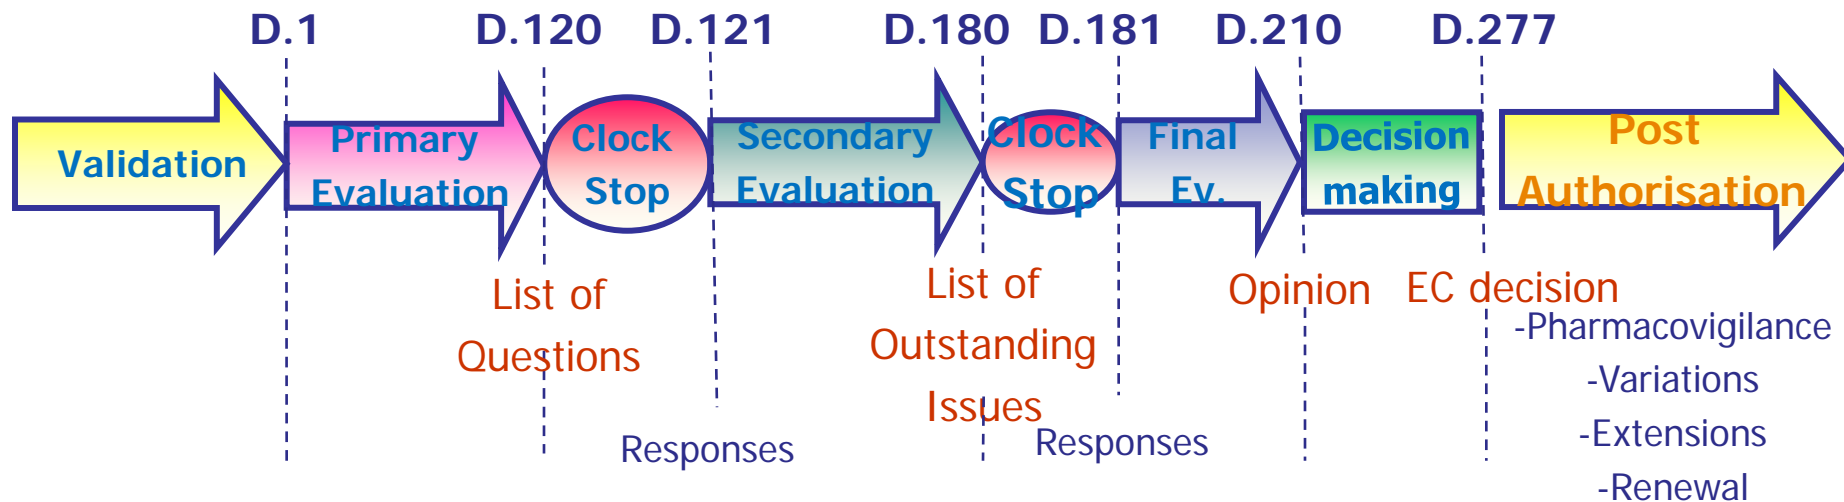 D.1 D.120 D.121 D.180 D.181 D.210 D.277
Validation
Primary
Evaluation
Clock
Stop
Secondary
Evaluation
Clock
Stop
Final
Ev.
Decision
making
Post
Authorisation
List of
Questions
Responses
List of
Outstanding
Issues
Responses
Opinion
EC decision
-Pharmacovigilance
-Variations
-Extensions
-Renewal